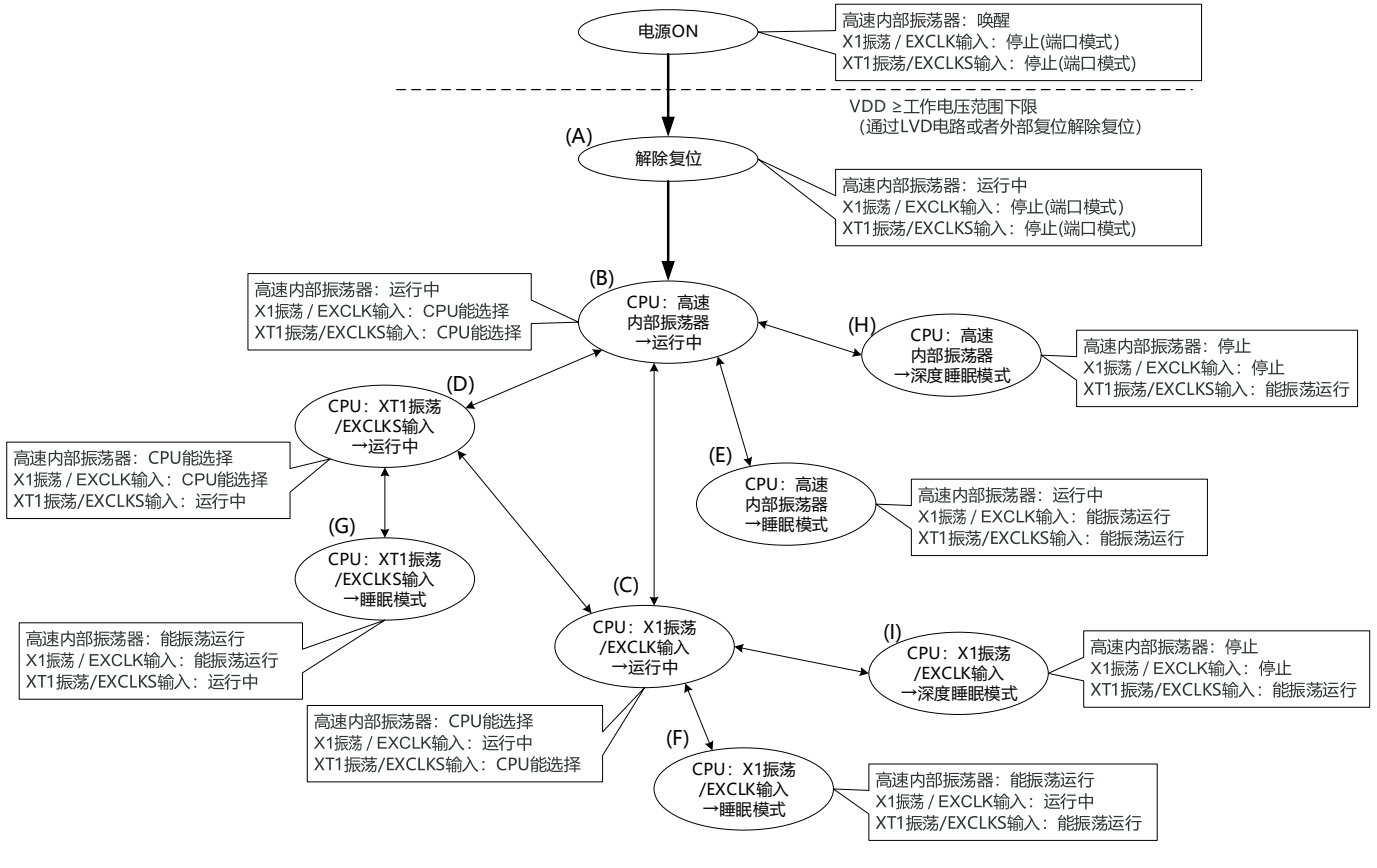 电源ON
高速内部振荡器：唤醒
X1振荡 / EXCLK输入：停止(端口模式)
XT1振荡/EXCLKS输入：停止(端口模式)
VDD ≥工作电压范围下限
（通过LVD电路或者外部复位解除复位）
(A)
解除复位
高速内部振荡器：运行中
X1振荡 / EXCLK输入：停止(端口模式)
XT1振荡/EXCLKS输入：停止(端口模式)
(B)
CPU：高速
内部振荡器
→运行中
高速内部振荡器：运行中
X1振荡 / EXCLK输入：CPU能选择
XT1振荡/EXCLKS输入：CPU能选择
(H)
CPU：高速
内部振荡器
→深度睡眠模式
高速内部振荡器：停止
X1振荡 / EXCLK输入：停止
XT1振荡/EXCLKS输入：能振荡运行
(D)
CPU：XT1振荡
/EXCLKS输入
→运行中
高速内部振荡器：CPU能选择
X1振荡 / EXCLK输入：CPU能选择
XT1振荡/EXCLKS输入：运行中
(E)
CPU：高速
内部振荡器
→睡眠模式
高速内部振荡器：运行中
X1振荡 / EXCLK输入：能振荡运行
XT1振荡/EXCLKS输入：能振荡运行
(G)
CPU：XT1振荡
/EXCLKS输入
→睡眠模式
高速内部振荡器：能振荡运行
X1振荡 / EXCLK输入：能振荡运行
XT1振荡/EXCLKS输入：运行中
(C)
CPU：X1振荡
/EXCLK输入
→运行中
高速内部振荡器：CPU能选择
X1振荡 / EXCLK输入：运行中
XT1振荡/EXCLKS输入：CPU能选择
(I)
CPU：X1振荡
/EXCLK输入
→深度睡眠模式
高速内部振荡器：停止
X1振荡 / EXCLK输入：停止
XT1振荡/EXCLKS输入：能振荡运行
(F)
CPU：X1振荡
/EXCLK输入
→睡眠模式
高速内部振荡器：能振荡运行
X1振荡 / EXCLK输入：运行中
XT1振荡/EXCLKS输入：能振荡运行